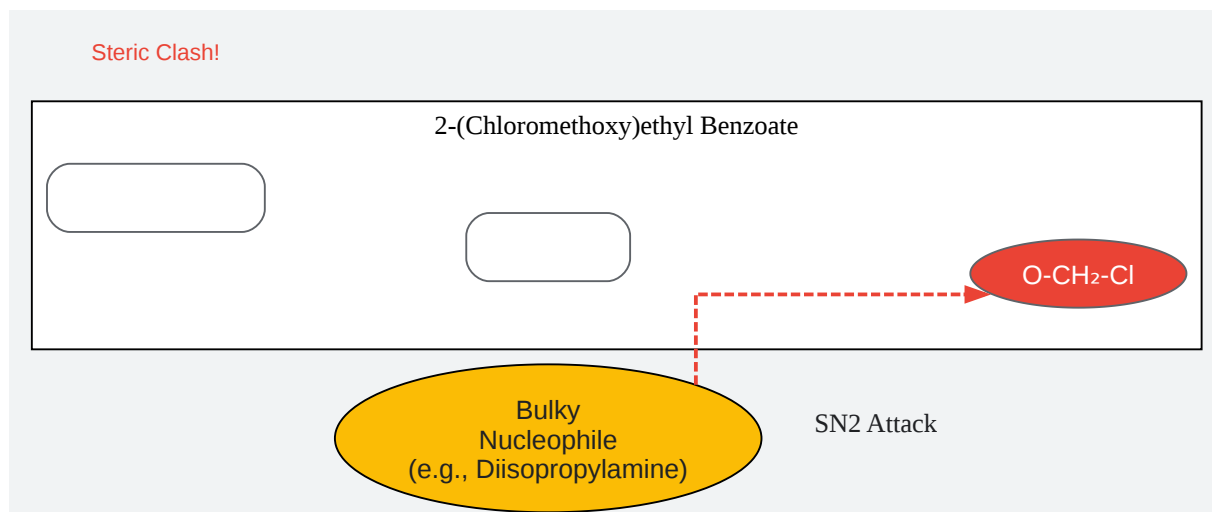 Steric Clash!
2-(Chloromethoxy)ethyl Benzoate
O-CH₂-Cl
Bulky
Nucleophile
(e.g., Diisopropylamine)
SN2 Attack